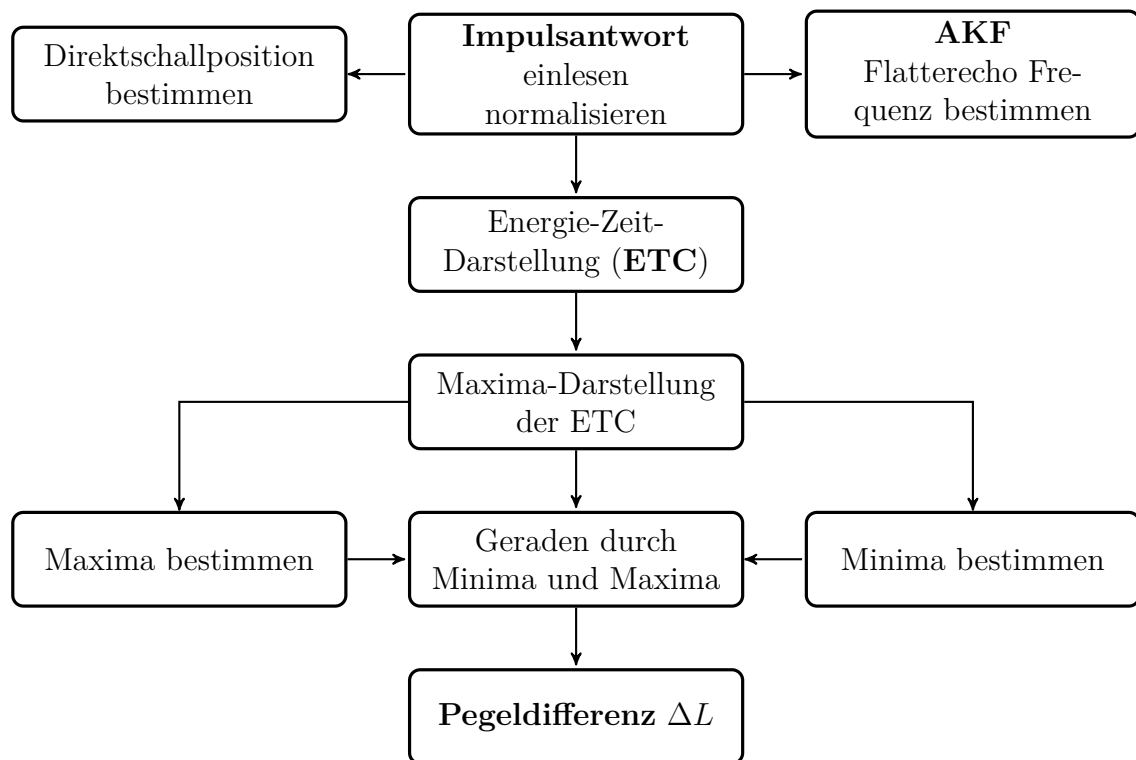 Direktschallposition
bestimmen
Impulsantwort
einlesen
normalisieren
AKF
Flatterecho Fre-
quenz bestimmen
Energie-Zeit-
Darstellung (ETC)
Maxima-Darstellung
der ETC
Maxima bestimmen
Geraden durch
Minima und Maxima
Minima bestimmen
Pegeldifferenz ΔL